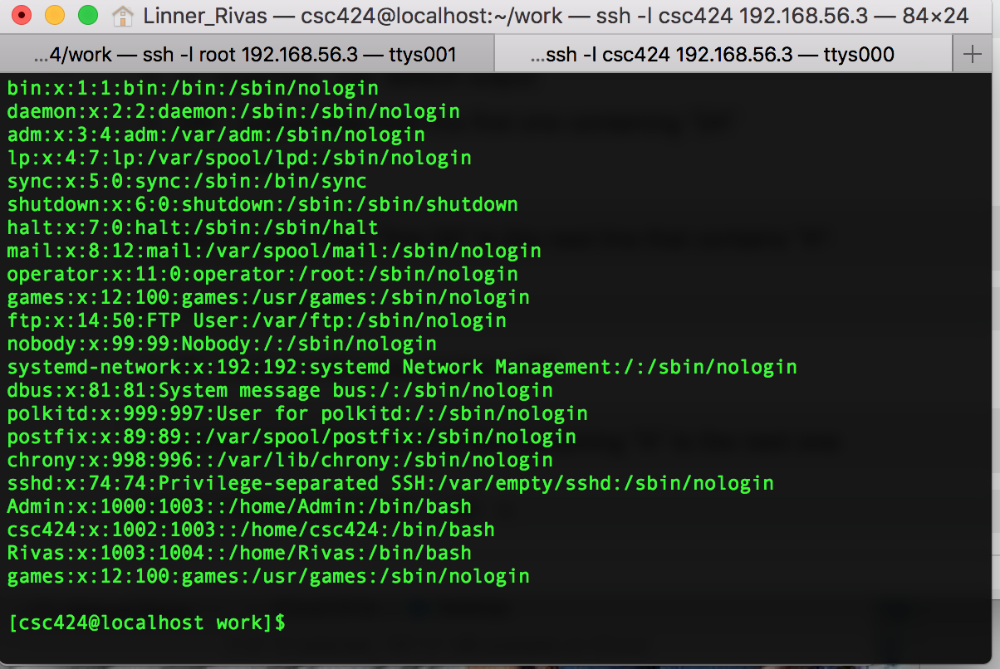 Linner_Rivas — csc424@localhost:~/work — ssh -l csc424 192.168.56.3 — 84×24
...4/work — ssh -l root 192.168.56.3 — ttys001
...ssh -l csc424 192.168.56.3 — ttys000
+
bin:x:1:1:bin:/bin:/sbin/nologin
daemon:x:2:2:daemon:/sbin:/sbin/nologin
adm:x:3:4:adm:/var/adm:/sbin/nologin
lp:x:4:7:lp:/var/spool/lpd:/sbin/nologin
sync:x:5:0:sync:/sbin:/bin/sync
shutdown:x:6:0:shutdown:/sbin:/sbin/shutdown
halt:x:7:0:halt:/sbin:/sbin/halt
mail:x:8:12:mail:/var/spool/mail:/sbin/nologin
operator:x:11:0:operator:/root:/sbin/nologin
games:x:12:100:games:/usr/games:/sbin/nologin
ftp:x:14:50:FTP User:/var/ftp:/sbin/nologin
nobody:x:99:99:Nobody:/:/sbin/nologin
systemd-network:x:192:192:systemd Network Management:/:/sbin/nologin
dbus:x:81:81:System message bus:/:/sbin/nologin
polkitd:x:999:997:User for polkitd:/:/sbin/nologin
postfix:x:89:89::/var/spool/postfix:/sbin/nologin
chrony:x:998:996::/var/lib/chrony:/sbin/nologin
sshd:x:74:74:Privilege-separated SSH:/var/empty/sshd:/sbin/nologin
Admin:x:1000:1003::/home/Admin:/bin/bash
csc424:x:1002:1003::/home/csc424:/bin/bash
Rivas:x:1003:1004::/home/Rivas:/bin/bash
games:x:12:100:games:/usr/games:/sbin/nologin
[csc424@localhost work]$